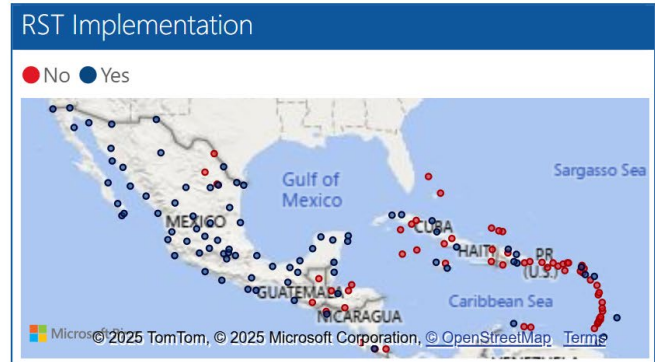 RST Implementation
No Yes
Gulf of
Mexico
Sargasso Sea
MEXICO
CUBA
HAITI
PR
(U.S.)
GUATEMALA
Caribbean Sea
NICARAGUA
© 2025 TomTom, © 2025 Microsoft Corporation, © OpenStreetMap Terms